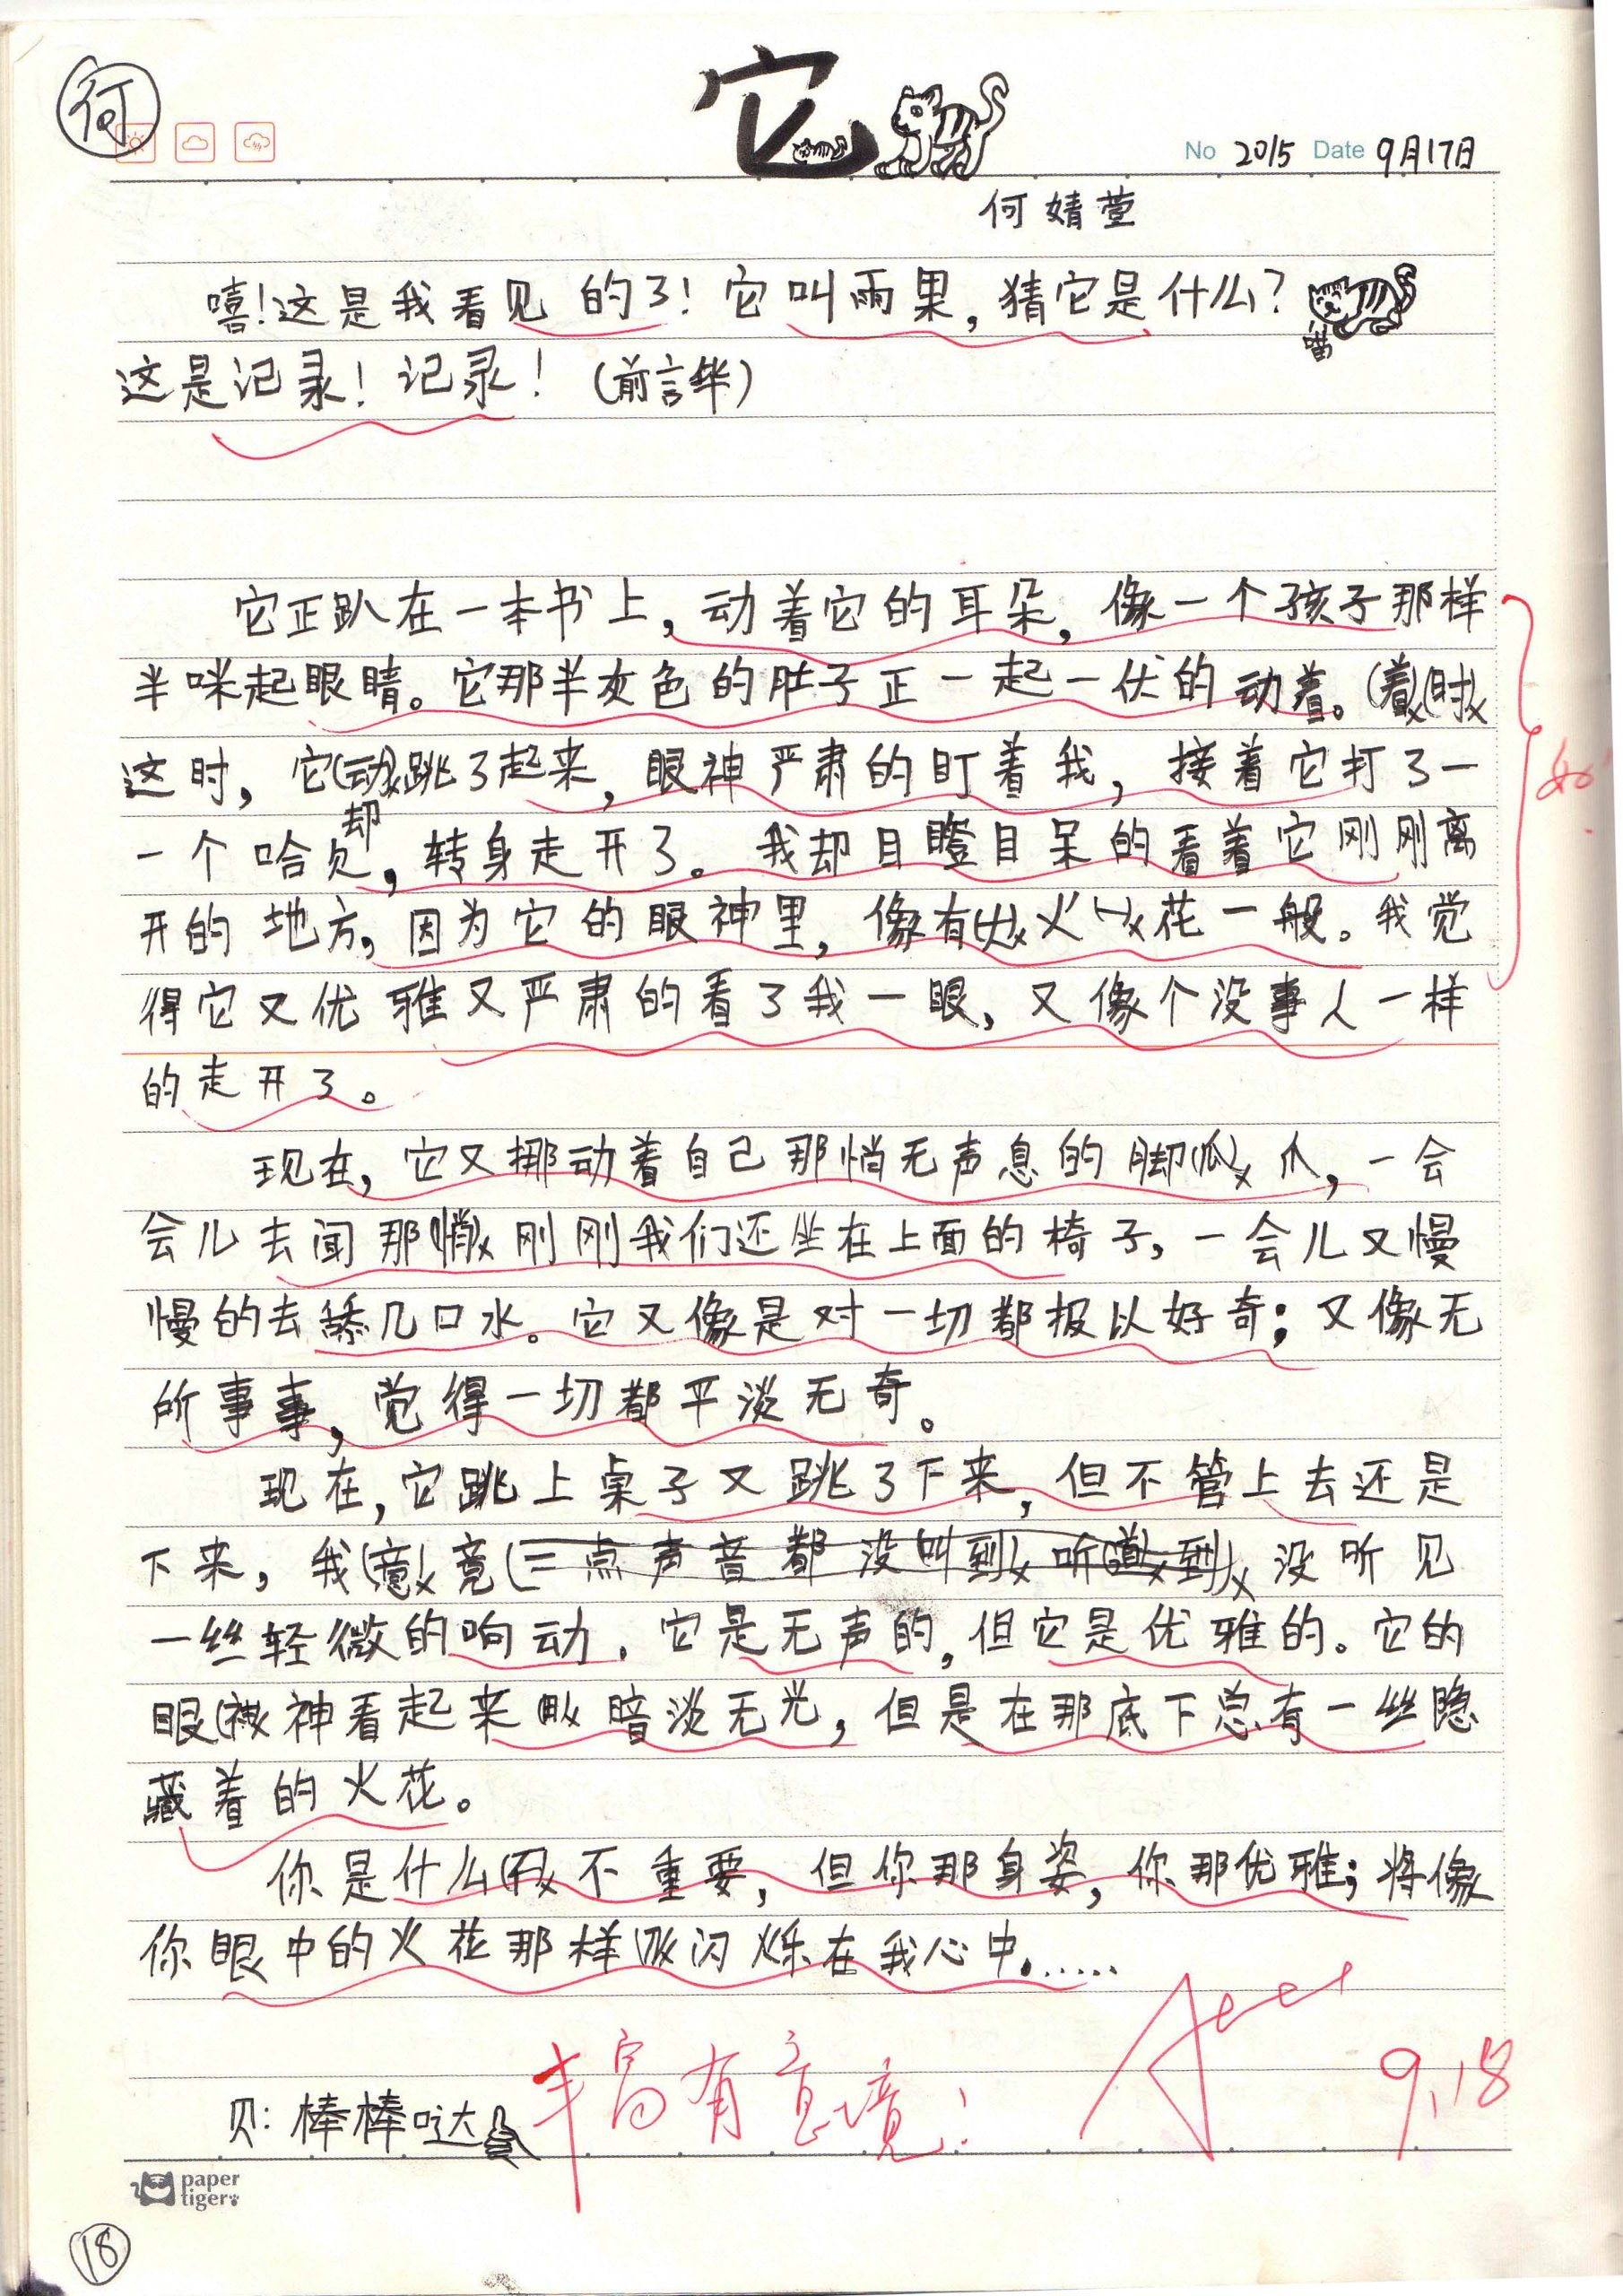 何
它
No 2015 Date 9月17日
何婧萱
嘻！这是我看见的了！它叫雨果，猜它是什么？
喵
这是记录！记录！（前言华）
它正趴在一本书上，动着它的耳朵，像一个孩子那样
半咪起眼睛。它那羊灰色的肚子正一起一伏的动着。（着）（时）
这时，它（动）跳了起来，眼神严肃的盯着我，接着它打了一
却
一个哈欠，转身走开了。我却目瞪目呆的看着它刚刚离
开的地方，因为它的眼神里，像有火花一般。我觉
得它又优雅又严肃的看了我一眼，又像个没事人一样
的走开了。
现在，它又挪动着自己那悄无声息的脚（瓜）爪，一会
会儿去闻那（悄）刚刚我们还坐在上面的椅子，一会儿又慢
慢的去舔几口水。它又像是对一切都报以好奇；又像无
所事事，觉得一切都平淡无奇。
现在，它跳上桌子又跳了下来，但不管上去还是
下来，我（意）竟（一点声音都没叫到听道到）没听见
一丝轻微的响动．它是无声的，但它是优雅的。它的
眼神看起来暗淡无光，但是在那底下总有一丝隐
藏着的火花。
你是什么不重要，但你那身姿，你那优雅；将像
你眼中的火花那样闪烁在我心中……
贝：棒棒哒
丰富有意境！
A+++
9.18
paper
tiger
18